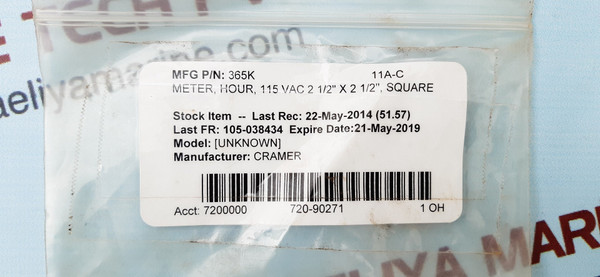 MFG P/N: 365K 11A-C
METER, HOUR, 115 VAC 2 1/2" X 2 1/2", SQUARE
Stock Item -- Last Rec: 22-May-2014 (51.57)
Last FR: 105-038434 Expire Date:21-May-2019
Model: [UNKNOWN]
Manufacturer: CRAMER
Acct: 7200000 720-90271 1 OH